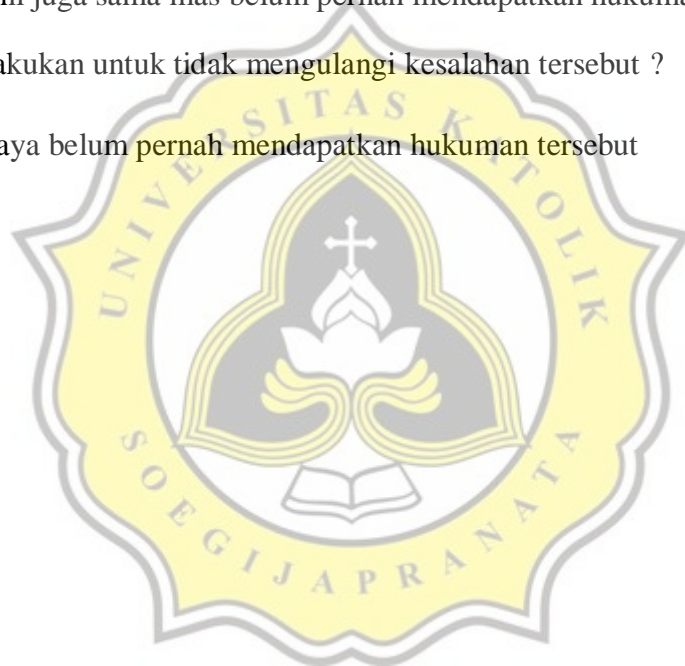 juga sama mas belum pernah mendapatkan hukuma
akukan untuk tidak mengulangi kesalahan tersebut ?
aya belum pernah mendapatkan hukuman tersebut
UNIVERSITAS KATOLIK
SOEGIJAPRANATA